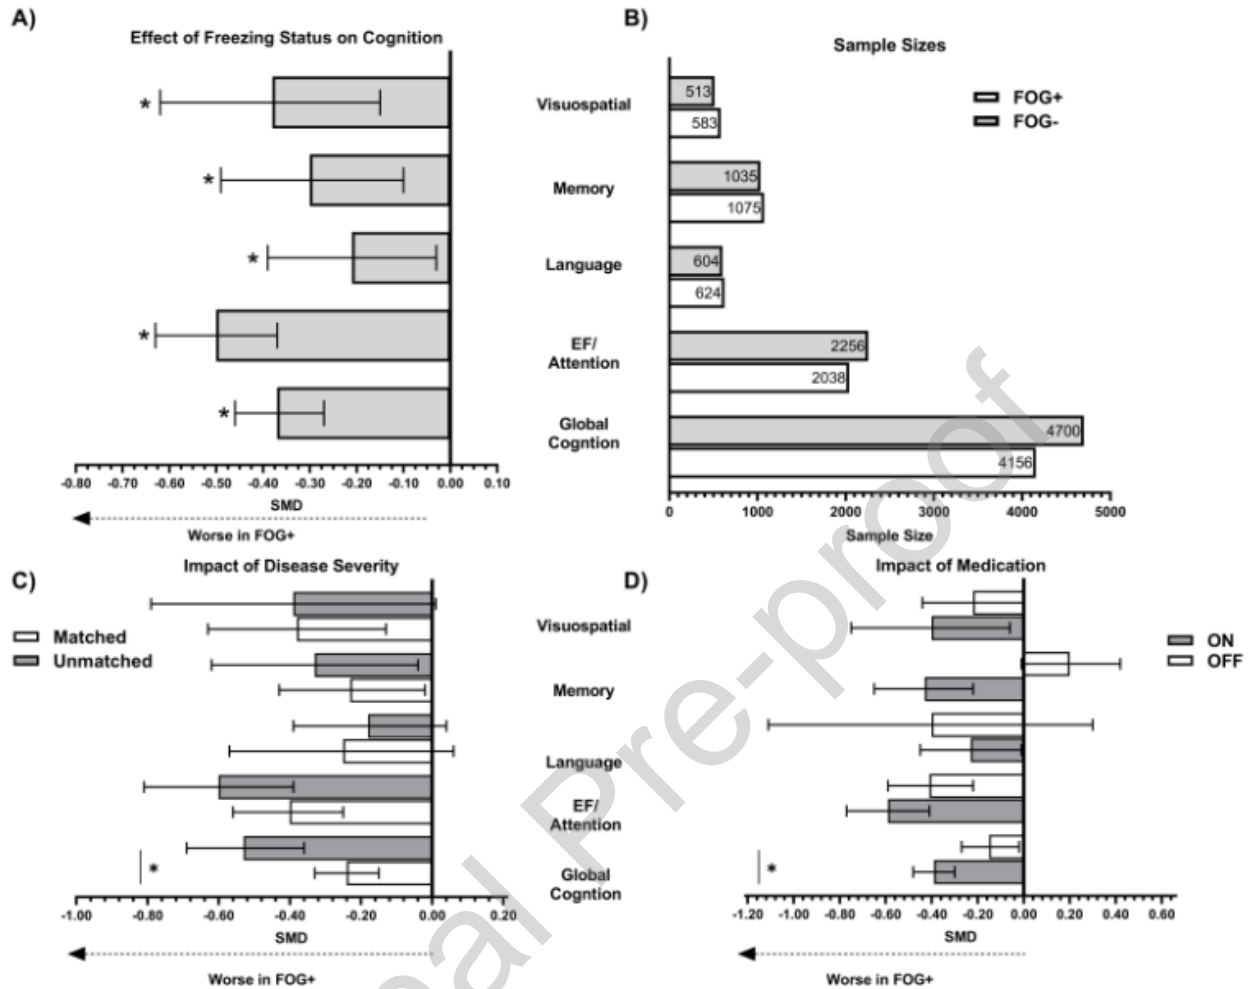 A)
Effect of Freezing Status on Cognition
*
*
*
*
*
-0.80 -0.70 -0.60 -0.50 -0.40 -0.30 -0.20 -0.10 0.00 0.10
SMD
Worse in FOG+
B)
Sample Sizes
FOG+
FOG-
Visuospatial
513
583
Memory
1035
1075
Language
604
624
EF/
Attention
2256
2038
Global
Cogntion
4700
4156
0 1000 2000 3000 4000 5000
Sample Size
C)
Impact of Disease Severity
Matched
Unmatched
*
-1.00 -0.80 -0.60 -0.40 -0.20 0.00 0.20
SMD
Worse in FOG+
D)
Impact of Medication
ON
OFF
Visuospatial
Memory
Language
EF/
Attention
Global
Cogntion
*
-1.20 -1.00 -0.80 -0.60 -0.40 -0.20 0.00 0.20 0.40 0.60
SMD
Worse in FOG+
nal Pre-proof